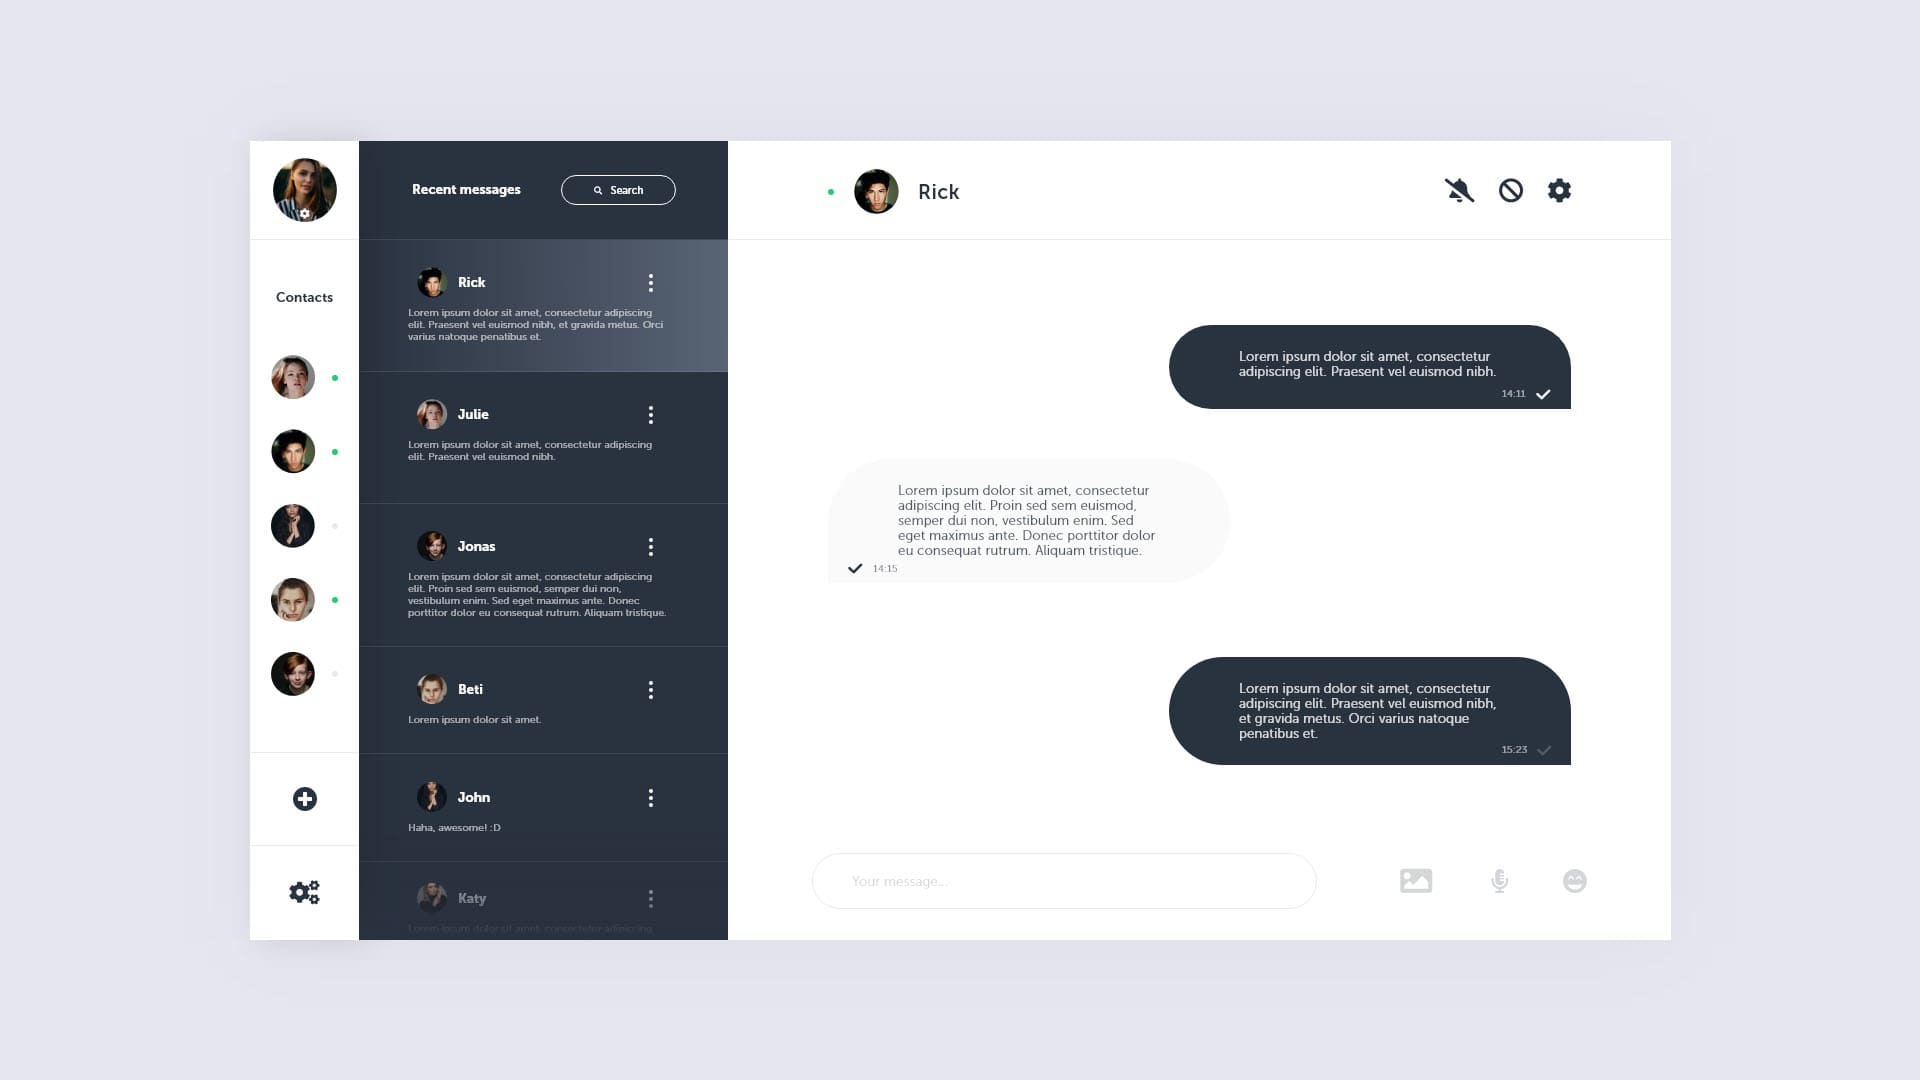 Contacts
Recent messages
Search
Rick
Lorem ipsum dolor sit amet, consectetur adipiscing
elit. Praesent vel euismod nibh, et gravida metus. Orci
varius natoque penatibus et.
Julie
Lorem ipsum dolor sit amet, consectetur adipiscing
elit. Praesent vel euismod nibh.
Jonas
Lorem ipsum dolor sit amet, consectetur adipiscing
elit. Proin sed sem euismod, semper dui non,
vestibulum enim. Sed eget maximus ante. Donec
porttitor dolor eu consequat rutrum. Aliquam tristique.
Beti
Lorem ipsum dolor sit amet.
John
Haha, awesome! :D
Katy
Lorem ipsum dolor sit amet, consectetur adipiscing
Rick
Lorem ipsum dolor sit amet, consectetur
adipiscing elit. Praesent vel euismod nibh.
14:11
Lorem ipsum dolor sit amet, consectetur
adipiscing elit. Proin sed sem euismod,
semper dui non, vestibulum enim. Sed
eget maximus ante. Donec porttitor dolor
eu consequat rutrum. Aliquam tristique.
14:15
Lorem ipsum dolor sit amet, consectetur
adipiscing elit. Praesent vel euismod nibh,
et gravida metus. Orci varius natoque
penatibus et.
15:23
Your message...